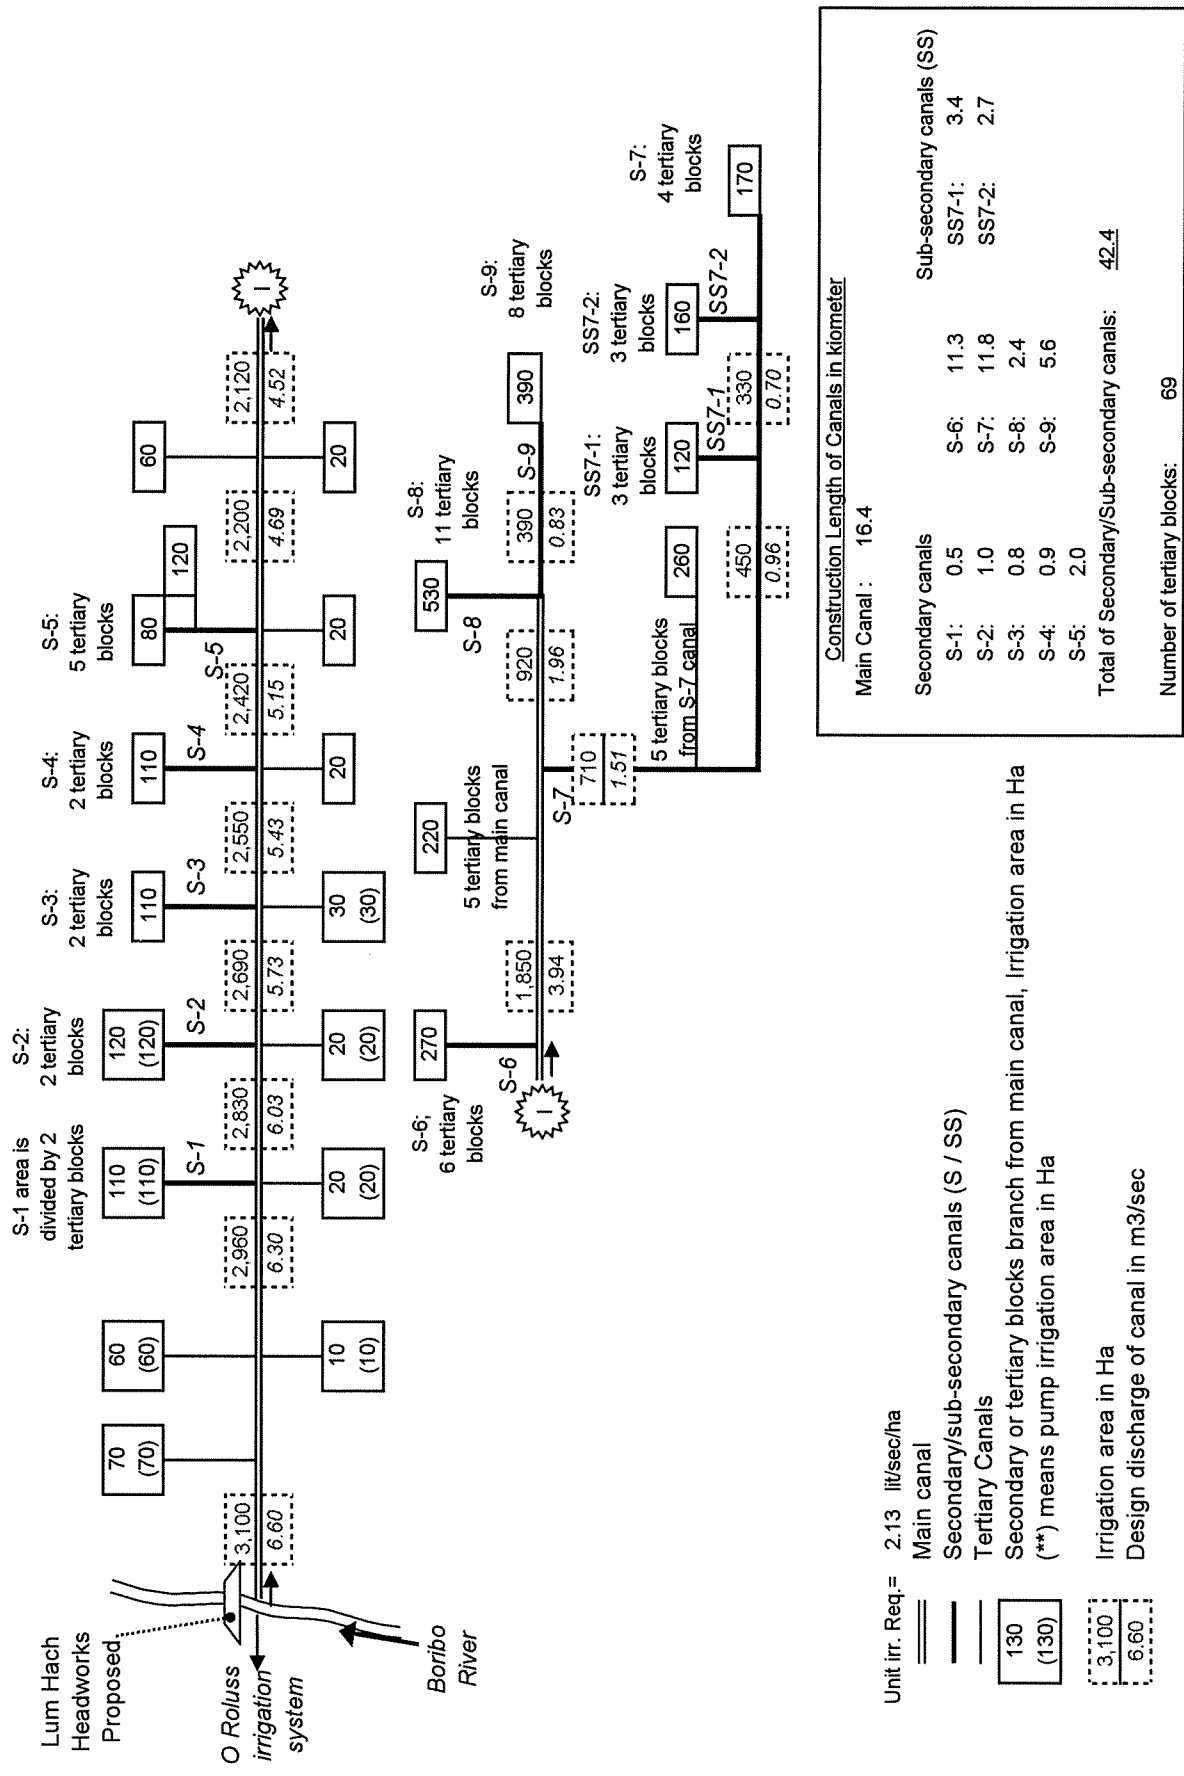 Lum Hach
Headworks
Proposed
O Roluss
irrigation
system
Boribo
River
3,100
6.60
70
(70)
60
(60)
10
(10)
2,960
6.30
S-1 area is
divided by 2
tertiary blocks
110
(110)
S-1
20
(20)
2,830
6.03
S-2:
2 tertiary
blocks
120
(120)
S-2
20
(20)
2,690
5.73
S-3:
2 tertiary
blocks
110
S-3
30
(30)
2,550
5.43
S-4:
2 tertiary
blocks
110
S-4
20
2,420
5.15
S-5:
5 tertiary
blocks
80
120
S-5
20
2,200
4.69
60
20
2,120
4.52
I
I
S-6;
6 tertiary
blocks
270
S-6
1,850
3.94
220
5 tertiary blocks
from main canal
S-7
710
1.51
920
1.96
S-8:
11 tertiary
blocks
530
S-8
390
0.83
S-9
S-9:
8 tertiary
blocks
390
5 tertiary blocks
from S-7 canal
260
450
0.96
SS7-1:
3 tertiary
blocks
120
SS7-1
330
0.70
SS7-2:
3 tertiary
blocks
160
SS7-2
S-7:
4 tertiary
blocks
170
Unit irr. Req.= 2.13 lit/sec/ha
Main canal
Secondary/sub-secondary canals (S / SS)
Tertiary Canals
130
(130)
Secondary or tertiary blocks branch from main canal, Irrigation area in Ha
(**) means pump irrigation area in Ha
3,100
6.60
Irrigation area in Ha
Design discharge of canal in m3/sec
Construction Length of Canals in kiometer
Main Canal : 16.4
Secondary canals Sub-secondary canals (SS)
S-1: 0.5 S-6: 11.3 SS7-1: 3.4
S-2: 1.0 S-7: 11.8 SS7-2: 2.7
S-3: 0.8 S-8: 2.4
S-4: 0.9 S-9: 5.6
S-5: 2.0
Total of Secondary/Sub-secondary canals: 42.4
Number of tertiary blocks: 69